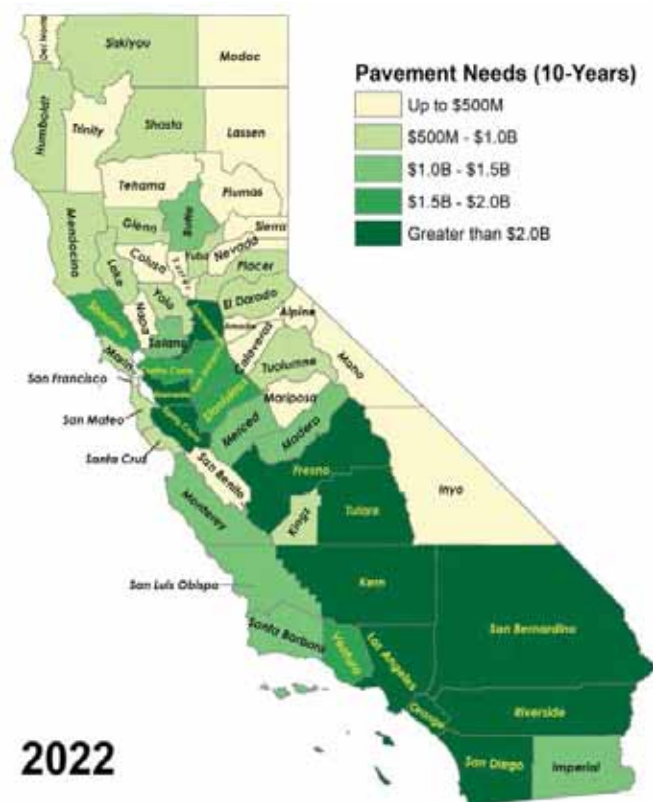 Pavement Needs (10-Years)
Up to $500M
$500M - $1.0B
$1.0B - $1.5B
$1.5B - $2.0B
Greater than $2.0B
Del Norte
Siskiyou
Modoc
Humboldt
Trinity
Shasta
Lassen
Tehama
Plumas
Mendocino
Glenn
Butte
Sierra
Colusa
Yuba
Nevada
Lake
Placer
Yolo
El Dorado
Napa
Alpine
Solano
Calaveras
Marin
Contra Costa
Tuolumne
Mono
San Francisco
Stanislaus
Mariposa
San Mateo
Merced
Madera
Santa Cruz
San Benito
Fresno
Inyo
Monterey
Kings
Tulare
San Luis Obispo
Kern
San Bernardino
Santa Barbara
Ventura
Los Angeles
Orange
Riverside
San Diego
Imperial
2022